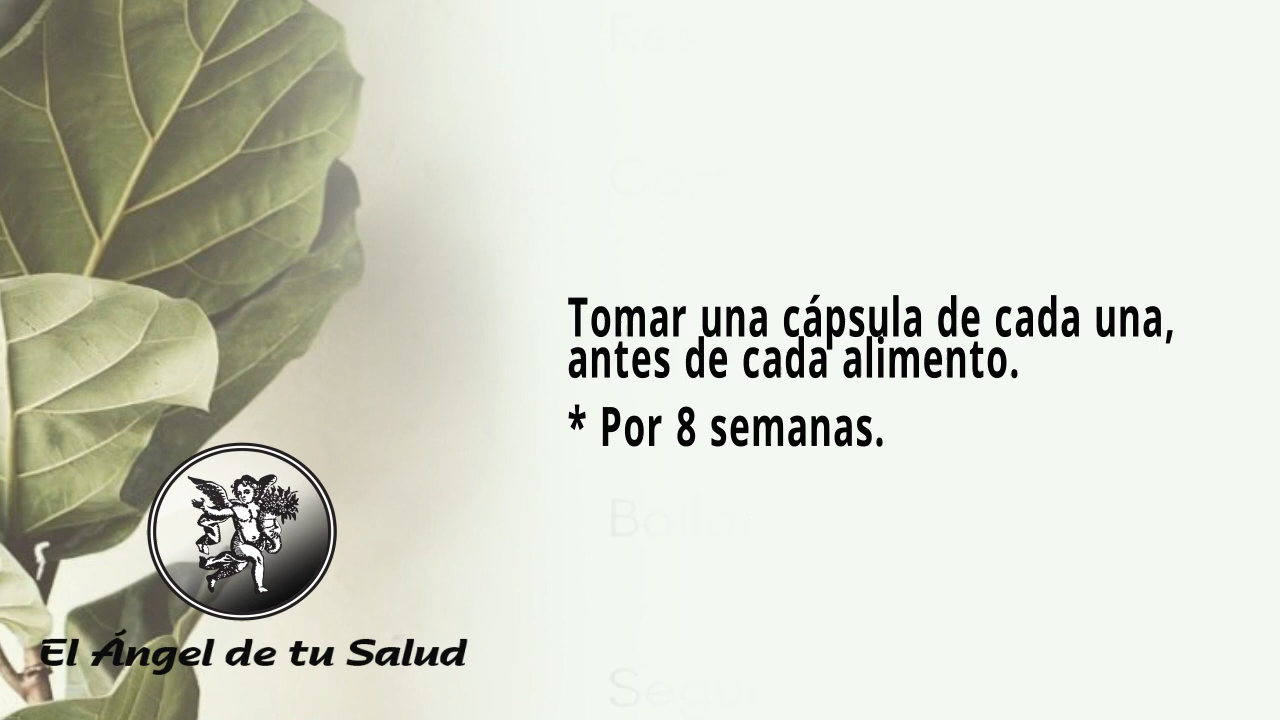 Tomar una cápsula de cada una,
antes de cada alimento.
* Por 8 semanas.
El Ángel de tu Salud